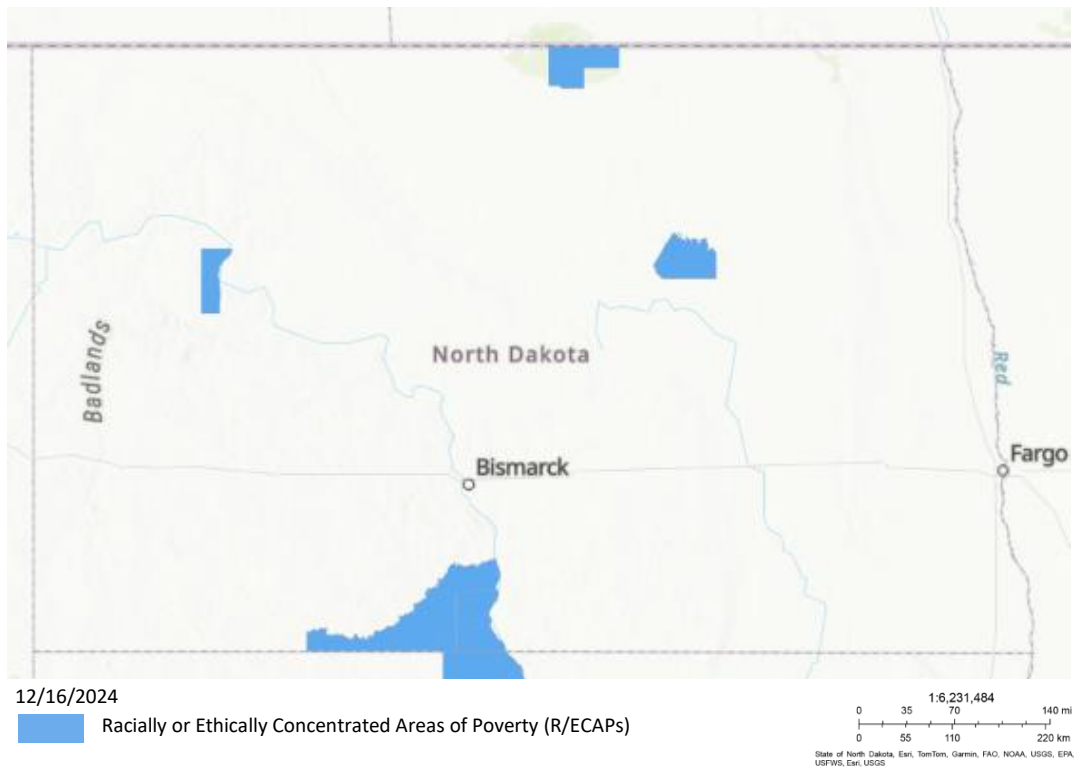 North Dakota
Badlands
Red
Bismarck
Fargo
12/16/2024
Racially or Ethically Concentrated Areas of Poverty (R/ECAPs)
1:6,231,484
0 35 70 140 mi
0 55 110 220 km
State of North Dakota, Esri, TomTom, Garmin, FAO, NOAA, USGS, EPA,
USFWS, Esri, USGS